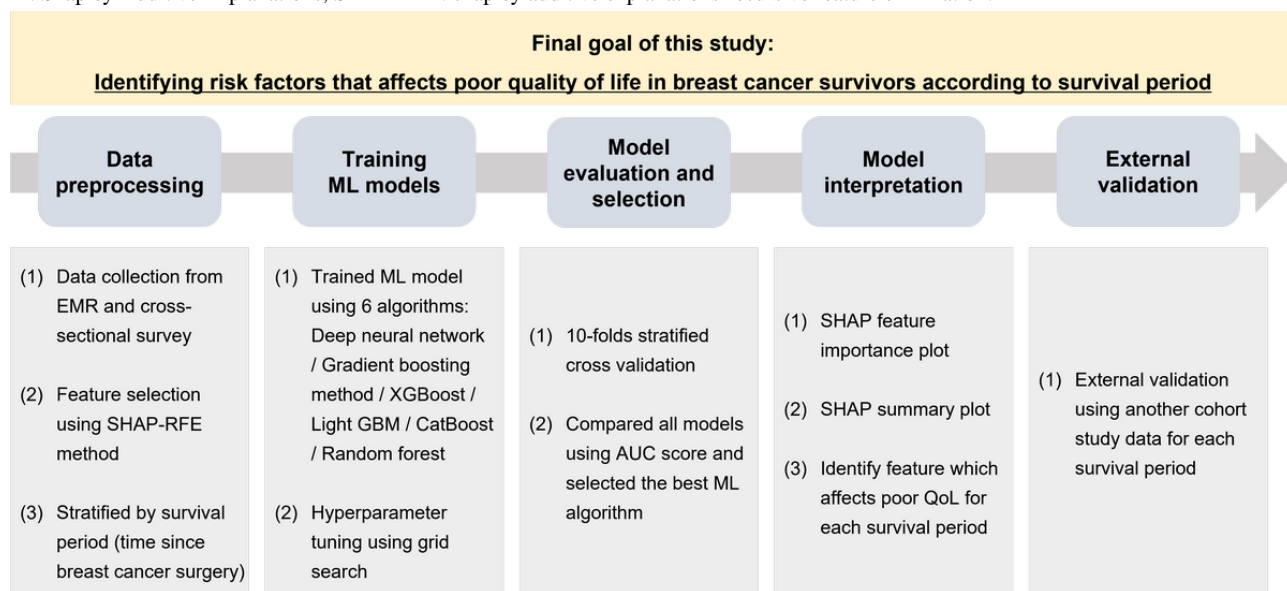 Final goal of this study:
Identifying risk factors that affects poor quality of life in breast cancer survivors according to survival period
Data
preprocessing
Training
ML models
Model
evaluation and
selection
Model
interpretation
External
validation
(1) Data collection from
EMR and cross-
sectional survey
(2) Feature selection
using SHAP-RFE
method
(3) Stratified by survival
period (time since
breast cancer surgery)
(1) Trained ML model
using 6 algorithms:
Deep neural network
/ Gradient boosting
method / XGBoost /
Light GBM / CatBoost
/ Random forest
(2) Hyperparameter
tuning using grid
search
(1) 10-folds stratified
cross validation
(2) Compared all models
using AUC score and
selected the best ML
algorithm
(1) SHAP feature
importance plot
(2) SHAP summary plot
(3) Identify feature which
affects poor QoL for
each survival period
(1) External validation
using another cohort
study data for each
survival period